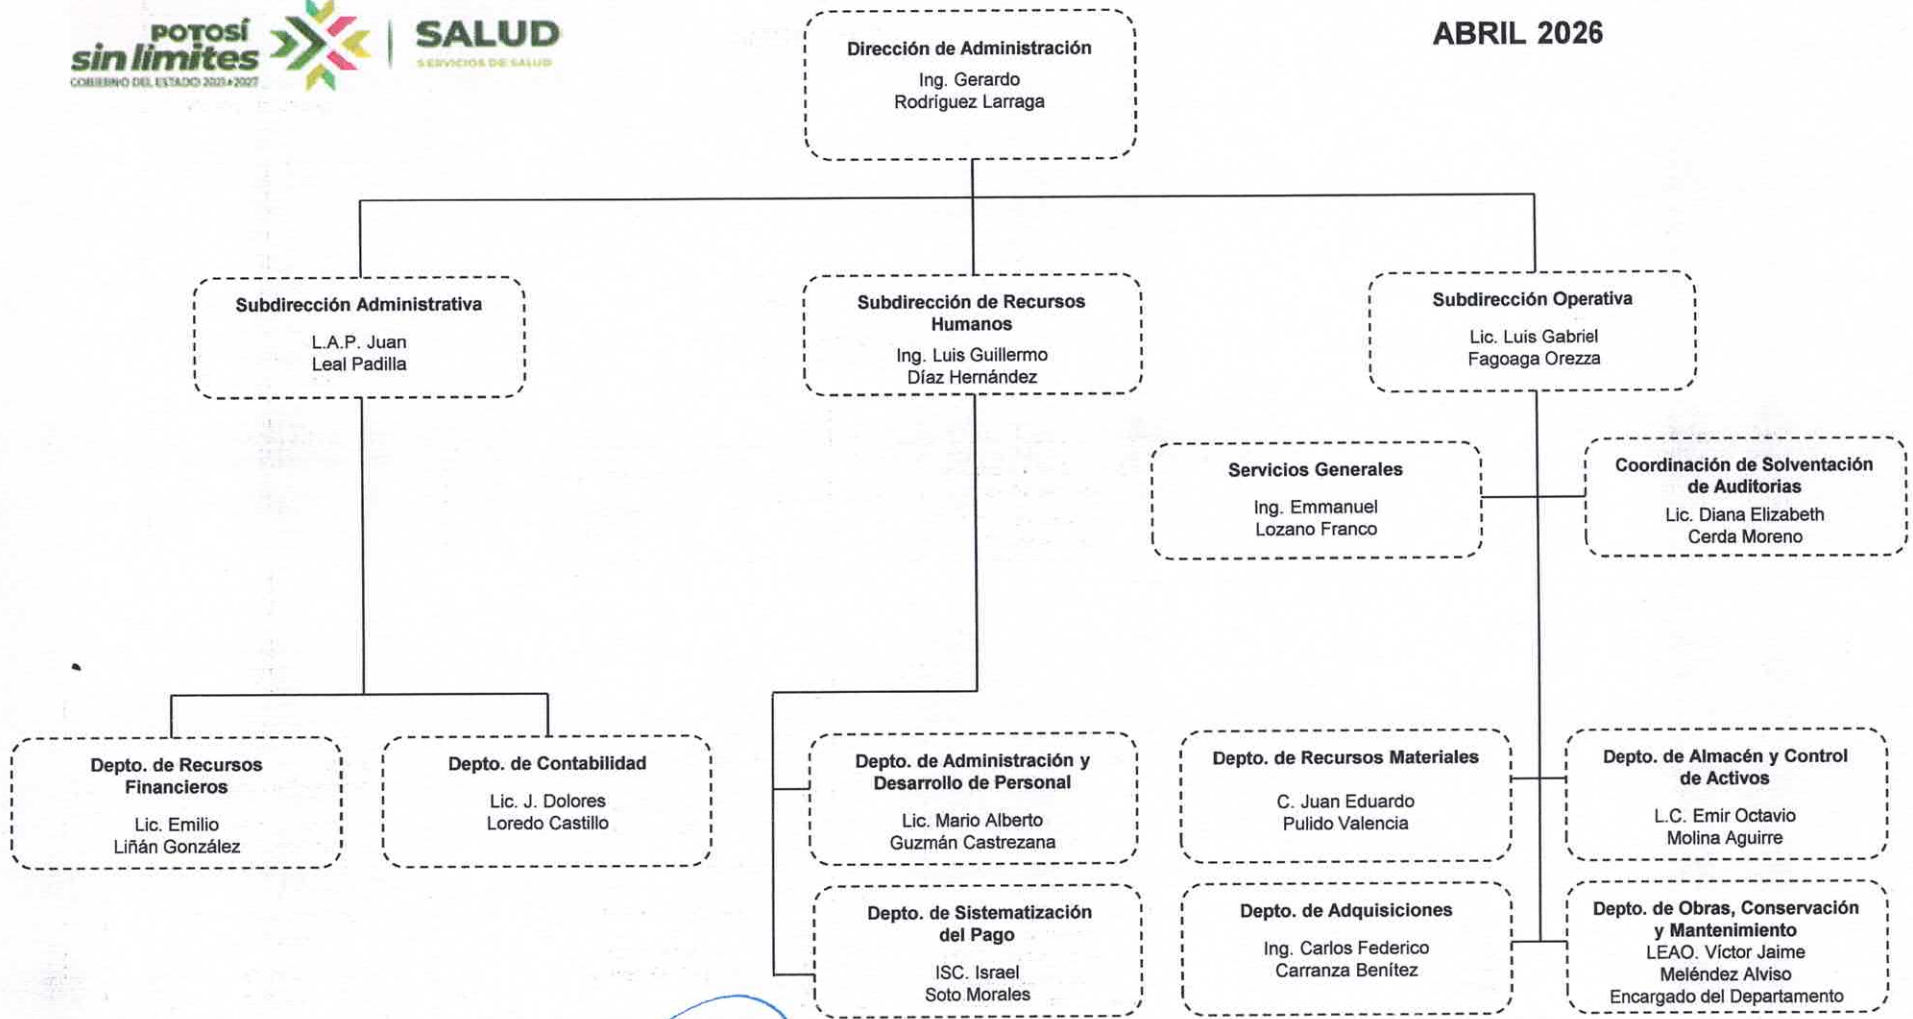 POTOSÍ
sin límites
GOBIERNO DEL ESTADO 2021•2027
SALUD
SERVICIOS DE SALUD
ABRIL 2026
Dirección de Administración
Ing. Gerardo
Rodríguez Larraga
Subdirección Administrativa
L.A.P. Juan
Leal Padilla
Subdirección de Recursos
Humanos
Ing. Luis Guillermo
Díaz Hernández
Subdirección Operativa
Lic. Luis Gabriel
Fagoaga Orezza
Servicios Generales
Ing. Emmanuel
Lozano Franco
Coordinación de Solventación
de Auditorias
Lic. Diana Elizabeth
Cerda Moreno
Depto. de Recursos
Financieros
Lic. Emilio
Liñán González
Depto. de Contabilidad
Lic. J. Dolores
Loredo Castillo
Depto. de Administración y
Desarrollo de Personal
Lic. Mario Alberto
Guzmán Castrezana
Depto. de Recursos Materiales
C. Juan Eduardo
Pulido Valencia
Depto. de Almacén y Control
de Activos
L.C. Emir Octavio
Molina Aguirre
Depto. de Sistematización
del Pago
ISC. Israel
Soto Morales
Depto. de Adquisiciones
Ing. Carlos Federico
Carranza Benítez
Depto. de Obras, Conservación
y Mantenimiento
LEAO. Víctor Jaime
Meléndez Alviso
Encargado del Departamento